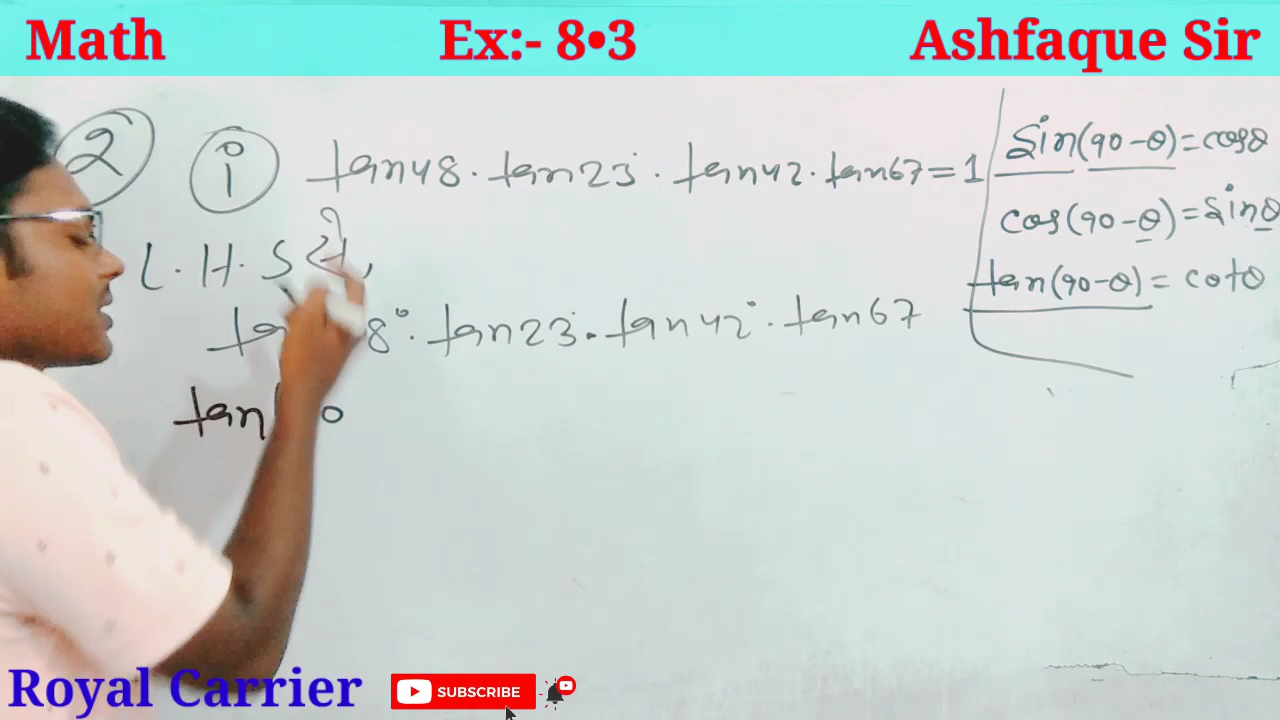 Math Ex:- 8•3 Ashfaque Sir
2 i tan48 . tan23 . tan42 . tan67 = 1
L.H.S से,
8° . tan23 . tan42° . tan67
tan
sin(90-θ)=cosθ
cos(90-θ)=sinθ
tan(90-θ) = cotθ
Royal Carrier SUBSCRIBE